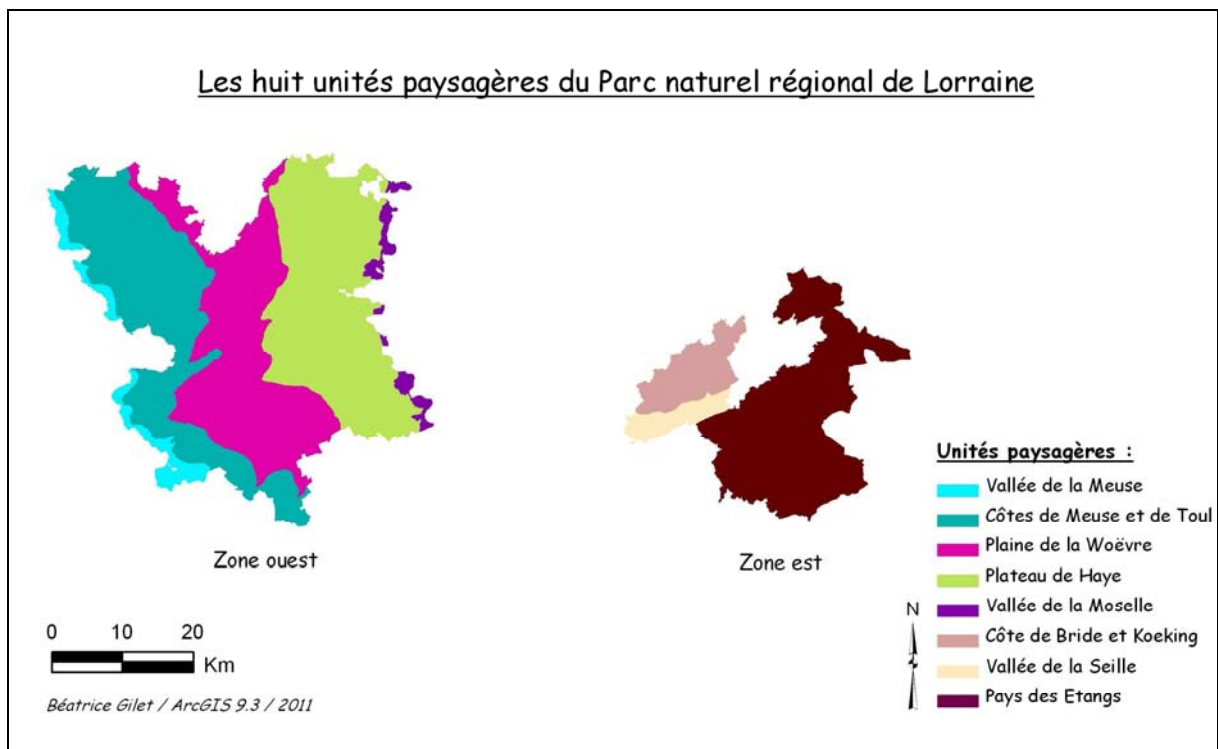 Les huit unités paysagères du Parc naturel régional de Lorraine
Zone ouest
Zone est
Unités paysagères :
Vallée de la Meuse
Côtes de Meuse et de Toul
Plaine de la Woëvre
Plateau de Haye
Vallée de la Moselle
Côte de Bride et Koeking
Vallée de la Seille
Pays des Etangs
N
0 10 20
Km
Béatrice Gilet / ArcGIS 9.3 / 2011